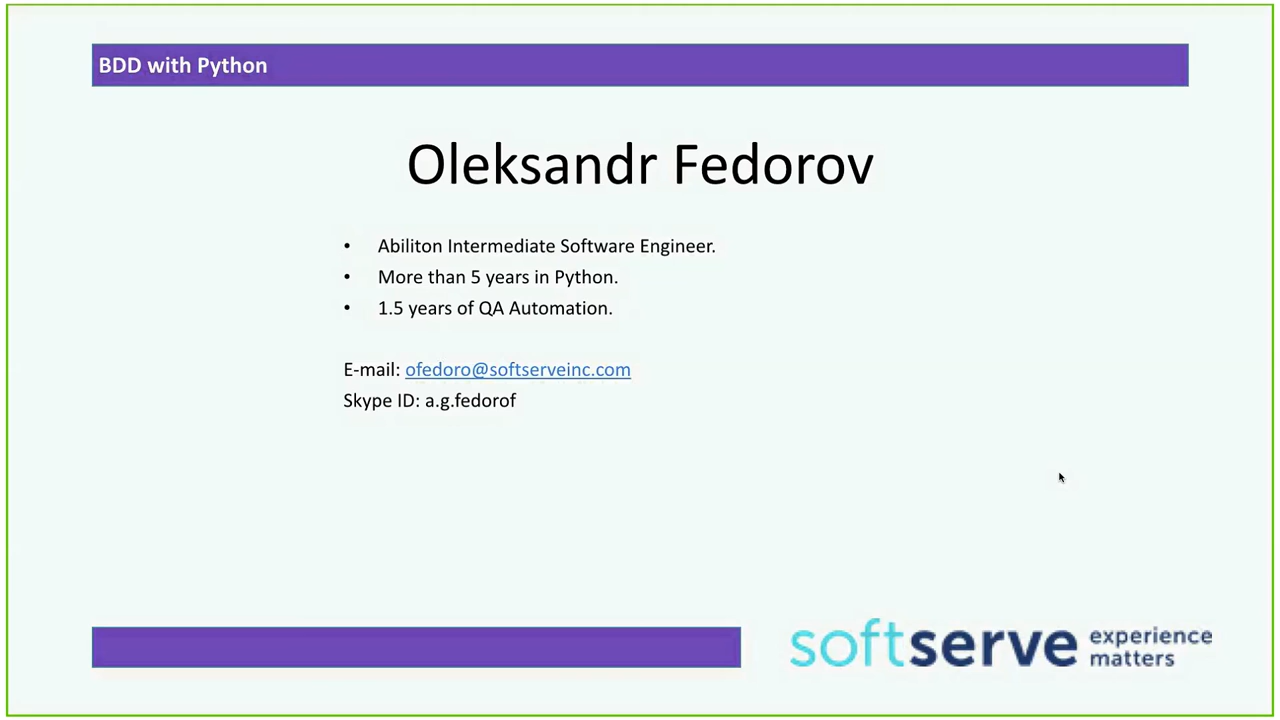 BDD with Python
Oleksandr Fedorov
• Abiliton Intermediate Software Engineer.
• More than 5 years in Python.
• 1.5 years of QA Automation.
E-mail: ofedoro@softserveinc.com
Skype ID: a.g.fedorof
softserve experience
matters